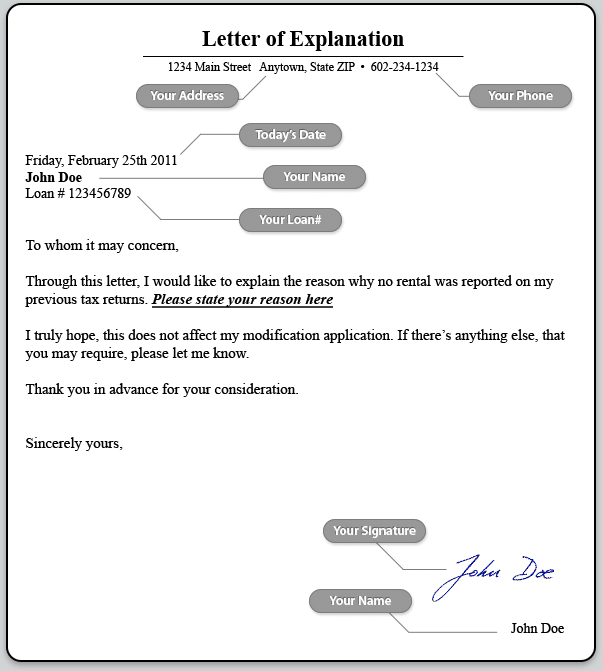 Letter of Explanation
1234 Main Street Anytown, State ZIP • 602-234-1234
Your Address
Your Phone
Today's Date
Friday, February 25th 2011
John Doe
Your Name
Loan # 123456789
Your Loan#
To whom it may concern,
Through this letter, I would like to explain the reason why no rental was reported on my
previous tax returns. Please state your reason here
I truly hope, this does not affect my modification application. If there's anything else, that
you may require, please let me know.
Thank you in advance for your consideration.
Sincerely yours,
Your Signature
John Doe
Your Name
John Doe